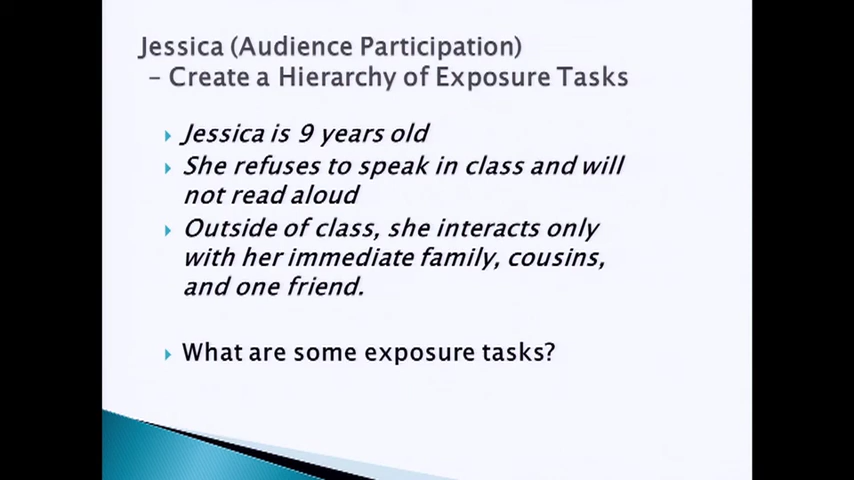 Jessica (Audience Participation)
– Create a Hierarchy of Exposure Tasks
Jessica is 9 years old
She refuses to speak in class and will
not read aloud
Outside of class, she interacts only
with her immediate family, cousins,
and one friend.
What are some exposure tasks?